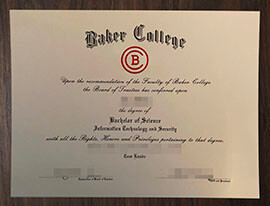 Baker College
B
Upon the recommendation of the Faculty of Baker College
the Board of Trustees has conferred upon
the degree of
Bachelor of Science
Information Technology and Security
with all the Rights, Honors and Privileges pertaining to that degree.